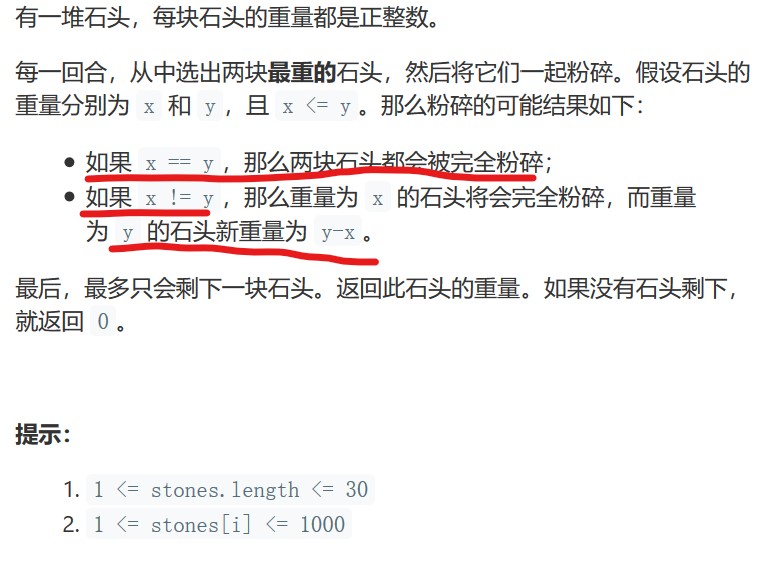 有一堆石头，每块石头的重量都是正整数。
每一回合，从中选出两块最重的石头，然后将它们一起粉碎。假设石头的
重量分别为 x 和 y，且 x <= y。那么粉碎的可能结果如下：
● 如果 x == y，那么两块石头都会被完全粉碎；
● 如果 x != y，那么重量为 x 的石头将会完全粉碎，而重量
为 y 的石头新重量为 y-x。
最后，最多只会剩下一块石头。返回此石头的重量。如果没有石头剩下，
就返回 0。
提示：
1. 1 <= stones.length <= 30
2. 1 <= stones[i] <= 1000